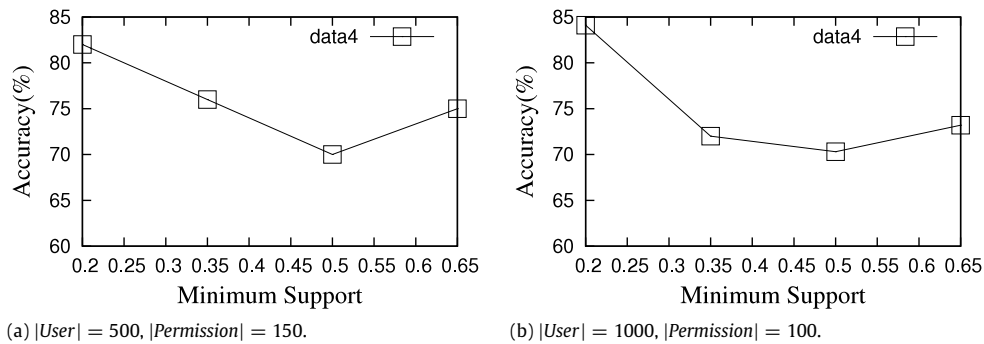 85
80
75
70
65
60
Accuracy(%)
data4
0.2 0.25 0.3 0.35 0.4 0.45 0.5 0.55 0.6 0.65
Minimum Support
(a) |User| = 500, |Permission| = 150.
85
80
75
70
65
60
Accuracy(%)
data4
0.2 0.25 0.3 0.35 0.4 0.45 0.5 0.55 0.6 0.65
Minimum Support
(b) |User| = 1000, |Permission| = 100.